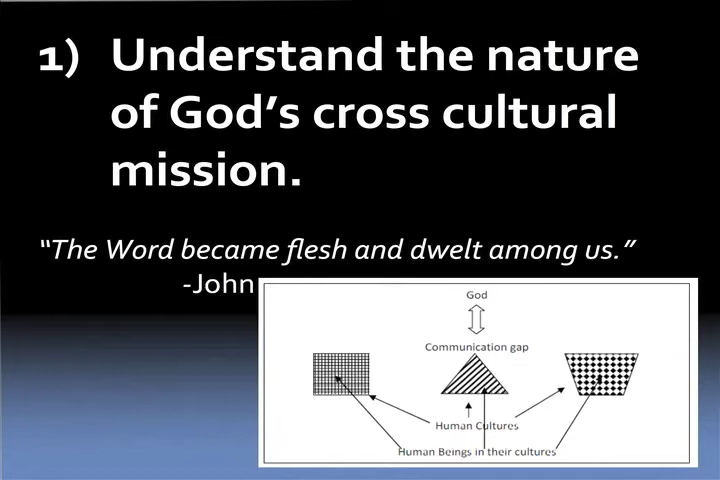 1) Understand the nature
of God’s cross cultural
mission.
“The Word became flesh and dwelt among us.”
-John
God
Communication gap
Human Cultures
Human Beings in their cultures